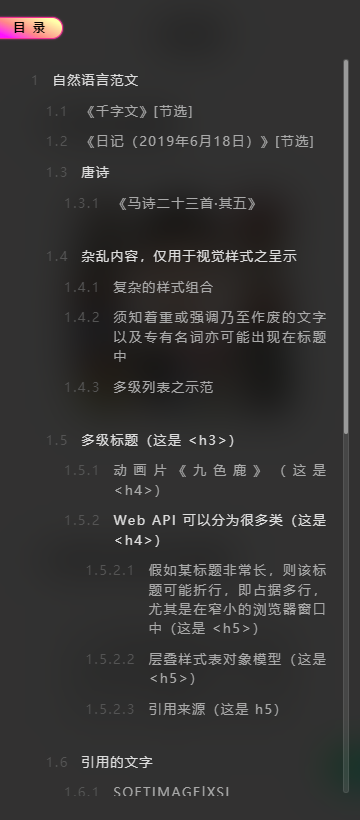 目 录
1 自然语言范文
1.1 《千字文》[节选]
1.2 《日记（2019年6月18日）》[节选]
1.3 唐诗
1.3.1 《马诗二十三首·其五》
1.4 杂乱内容，仅用于视觉样式之呈示
1.4.1 复杂的样式组合
1.4.2 须知着重或强调乃至作废的文字
以及专有名词亦可能出现在标题
中
1.4.3 多级列表之示范
1.5 多级标题（这是 <h3>）
1.5.1 动画片《九色鹿》（这是
<h4>）
1.5.2 Web API 可以分为很多类（这是
<h4>）
1.5.2.1 假如某标题非常长，则该标
题可能折行，即占据多行，
尤其是在窄小的浏览器窗口
中（这是 <h5>）
1.5.2.2 层叠样式表对象模型（这是
<h5>）
1.5.2.3 引用来源（这是 h5）
1.6 引用的文字
1.6.1 SOFTIMAGE|XSI